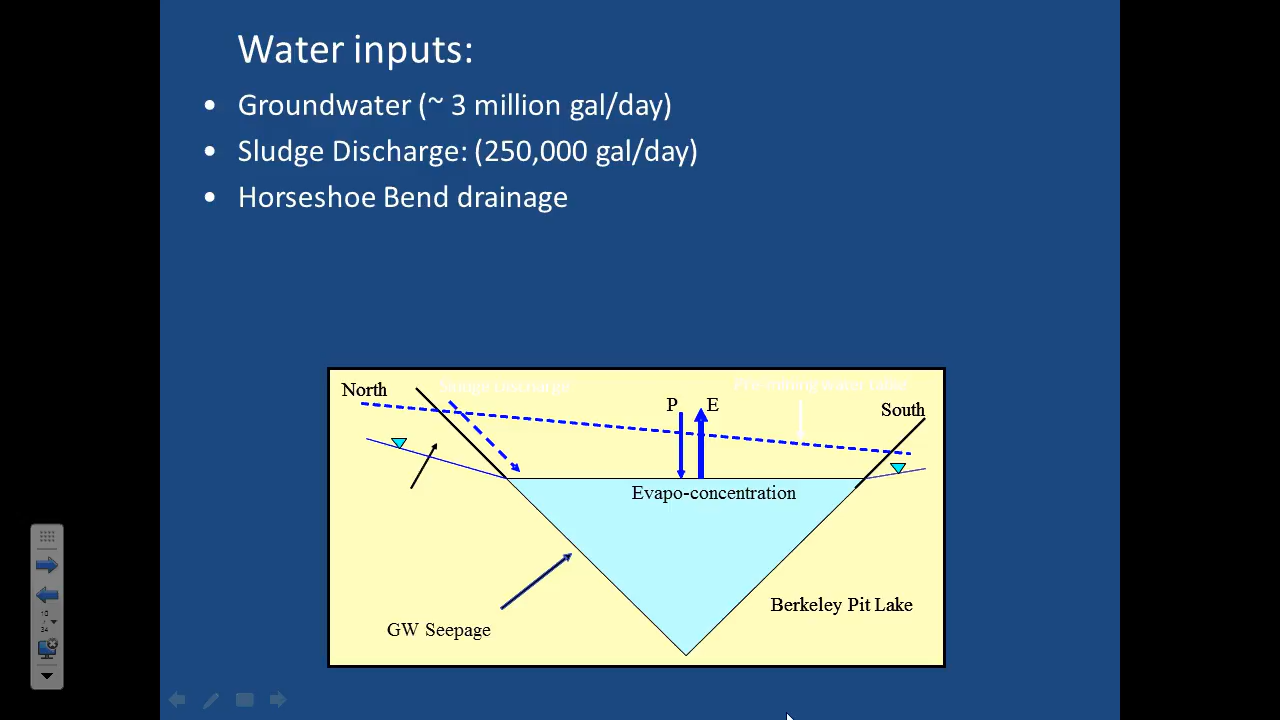 Water inputs:
• Groundwater (~ 3 million gal/day)
• Sludge Discharge: (250,000 gal/day)
• Horseshoe Bend drainage
North
Sludge Discharge
Pre-mining Water Table
P
E
South
Evapo-concentration
Berkeley Pit Lake
GW Seepage